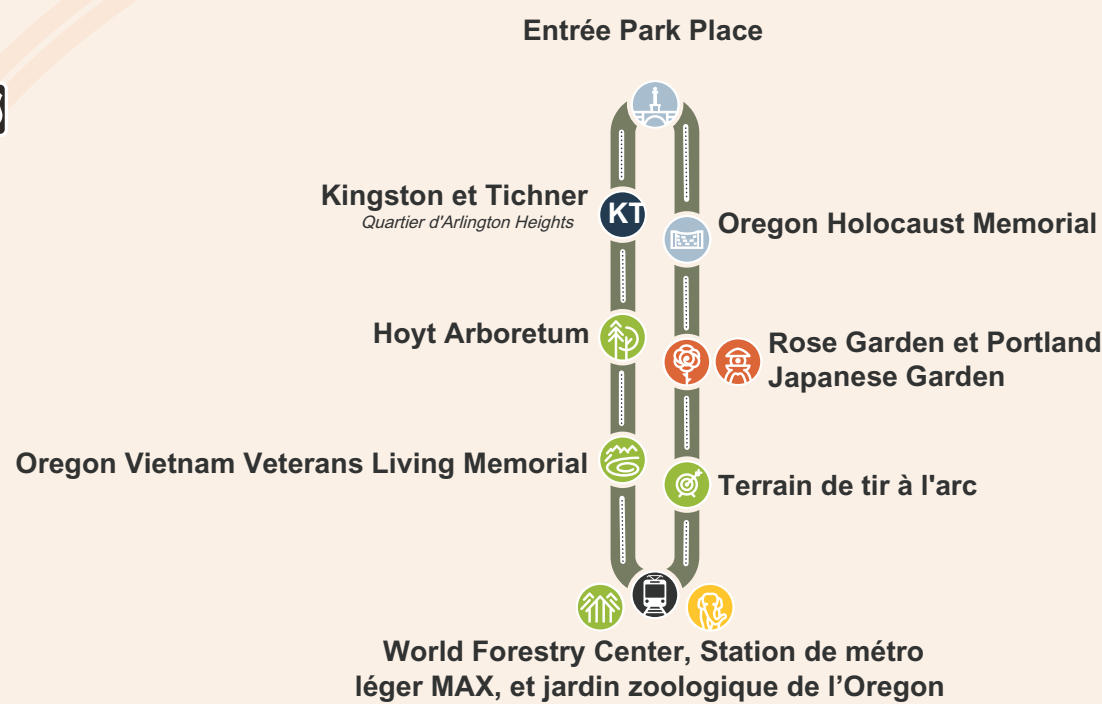 Entrée Park Place
Kingston et Tichner
Quartier d'Arlington Heights
KT
Oregon Holocaust Memorial
Hoyt Arboretum
Rose Garden et Portland
Japanese Garden
Oregon Vietnam Veterans Living Memorial
Terrain de tir à l'arc
World Forestry Center, Station de métro
léger MAX, et jardin zoologique de l’Oregon